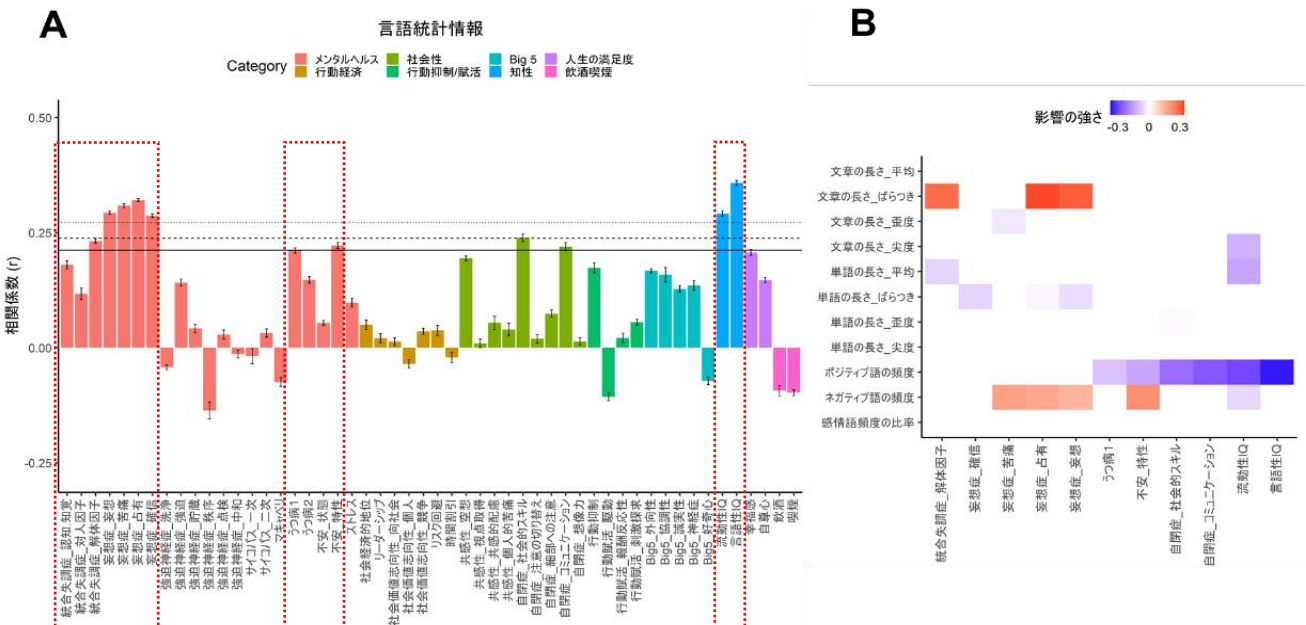 A
言語統計情報
Category
メンタルヘルス
社会性
Big 5
人生の満足度
行動経済
行動抑制/賦活
知性
飲酒喫煙
相関係数 (r)
0.50
0.25
0.00
-0.25
統合失調症_認知_知覚
統合失調症_対人因子
統合失調症_解体因子
妄想症_妄想
妄想症_苦痛
妄想症_占有
妄想症_確信
強迫神経症_洗浄
強迫神経症_強迫
強迫神経症_貯蔵
強迫神経症_秩序
強迫神経症_点検
強迫神経症_中和
サイコパス_一次
サイコパス_二次
マキャベリ
うつ病1
うつ病2
不安_状態
不安_特性
ストレス
社会経済的地位
リーダーシップ
社会価値志向性_向社会
社会価値志向性_個人
社会価値志向性_競争
リスク回避
時間割引
共感性_空想
共感性_視点取得
共感性_共感的配慮
共感性_個人的苦痛
自閉症_社会的スキル
自閉症_注意の切り替え
自閉症_細部への注意
自閉症_コミュニケーション
自閉症_想像力
行動抑制
行動賦活_駆動
行動賦活_報酬反応性
行動賦活_刺激探求
Big5_外向性
Big5_協調性
Big5_誠実性
Big5_神経症
Big5_好奇心
流動性IQ
言語性IQ
幸福感
自尊心
飲酒
喫煙
B
影響の強さ
-0.3
0
0.3
文章の長さ_平均
文章の長さ_ばらつき
文章の長さ_歪度
文章の長さ_尖度
単語の長さ_平均
単語の長さ_ばらつき
単語の長さ_歪度
単語の長さ_尖度
ポジティブ語の頻度
ネガティブ語の頻度
感情語頻度の比率
統合失調症_解体因子
妄想症_確信
妄想症_苦痛
妄想症_占有
妄想症_妄想
うつ病1
不安_特性
自閉症_社会的スキル
自閉症_コミュニケーション
流動性IQ
言語性IQ